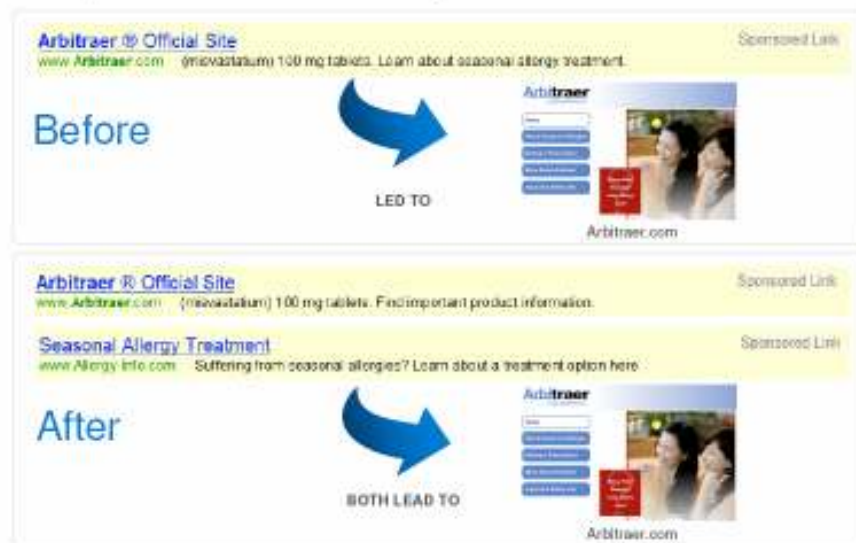 Arbitraer ® Official Site Sponsored Link
www.Arbitraer.com (misvastatium) 100 mg tablets. Learn about seasonal allergy treatment.
Before
Arbitraer
LED TO
Arbitraer.com
Arbitraer ® Official Site Sponsored Link
www.Arbitraer.com (misvastatium) 100 mg tablets. Find important product information.
Seasonal Allergy Treatment Sponsored Link
www.Allergy-info.com Suffering from seasonal allergies? Learn about a treatment option here
After
Arbitraer
BOTH LEAD TO
Arbitraer.com